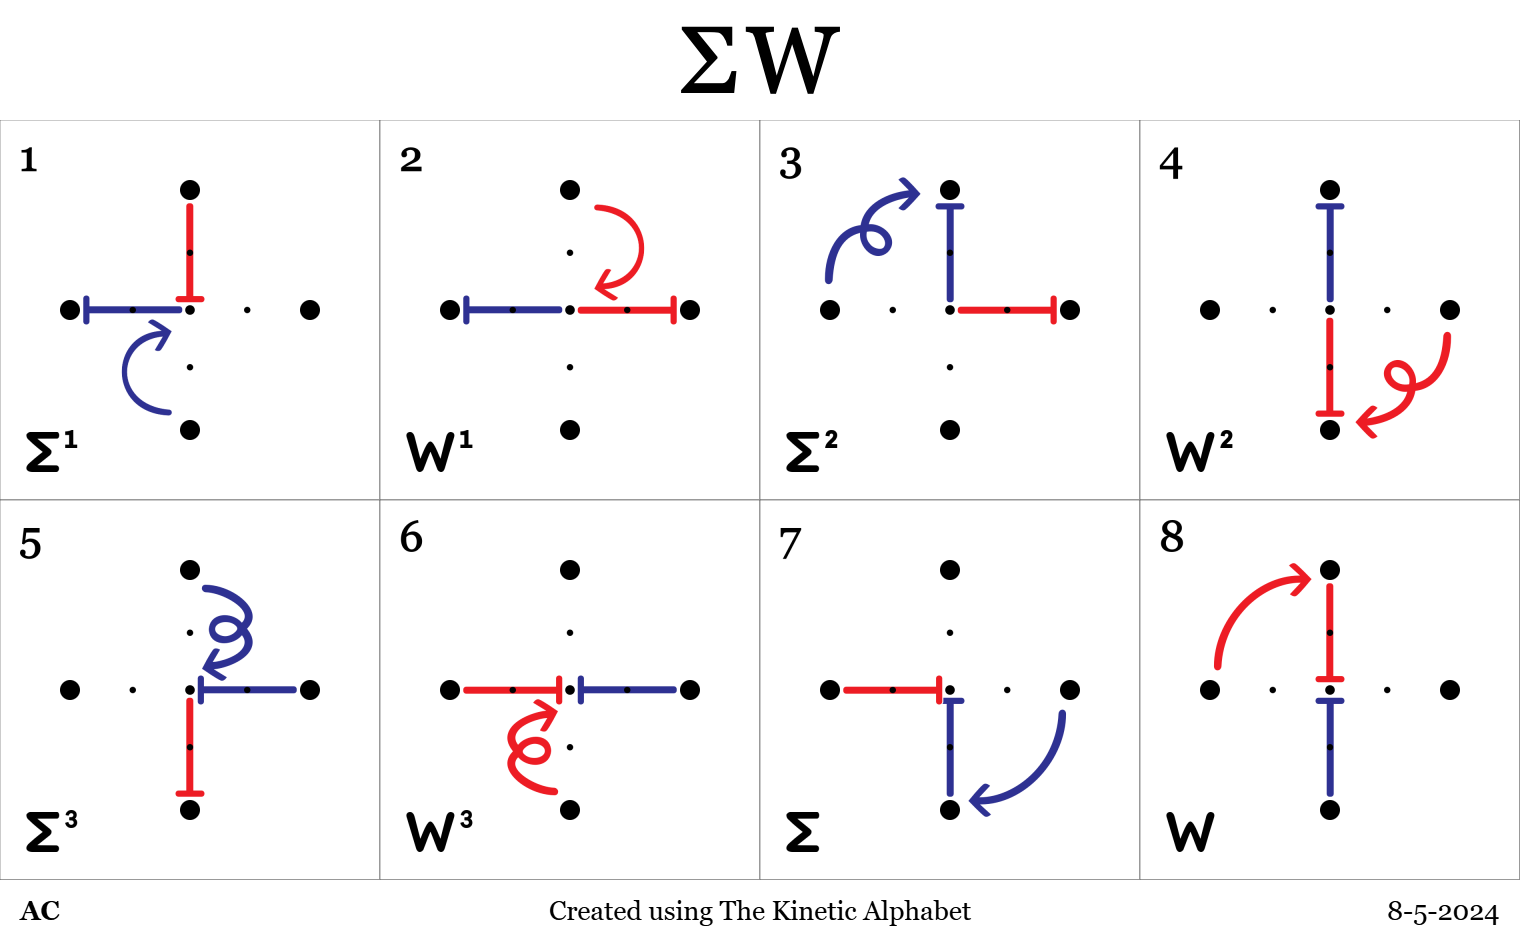 ΣW
1 2 3 4
Σ¹ W¹ Σ² W²
5 6 7 8
Σ³ W³ Σ W
AC Created using The Kinetic Alphabet 8-5-2024